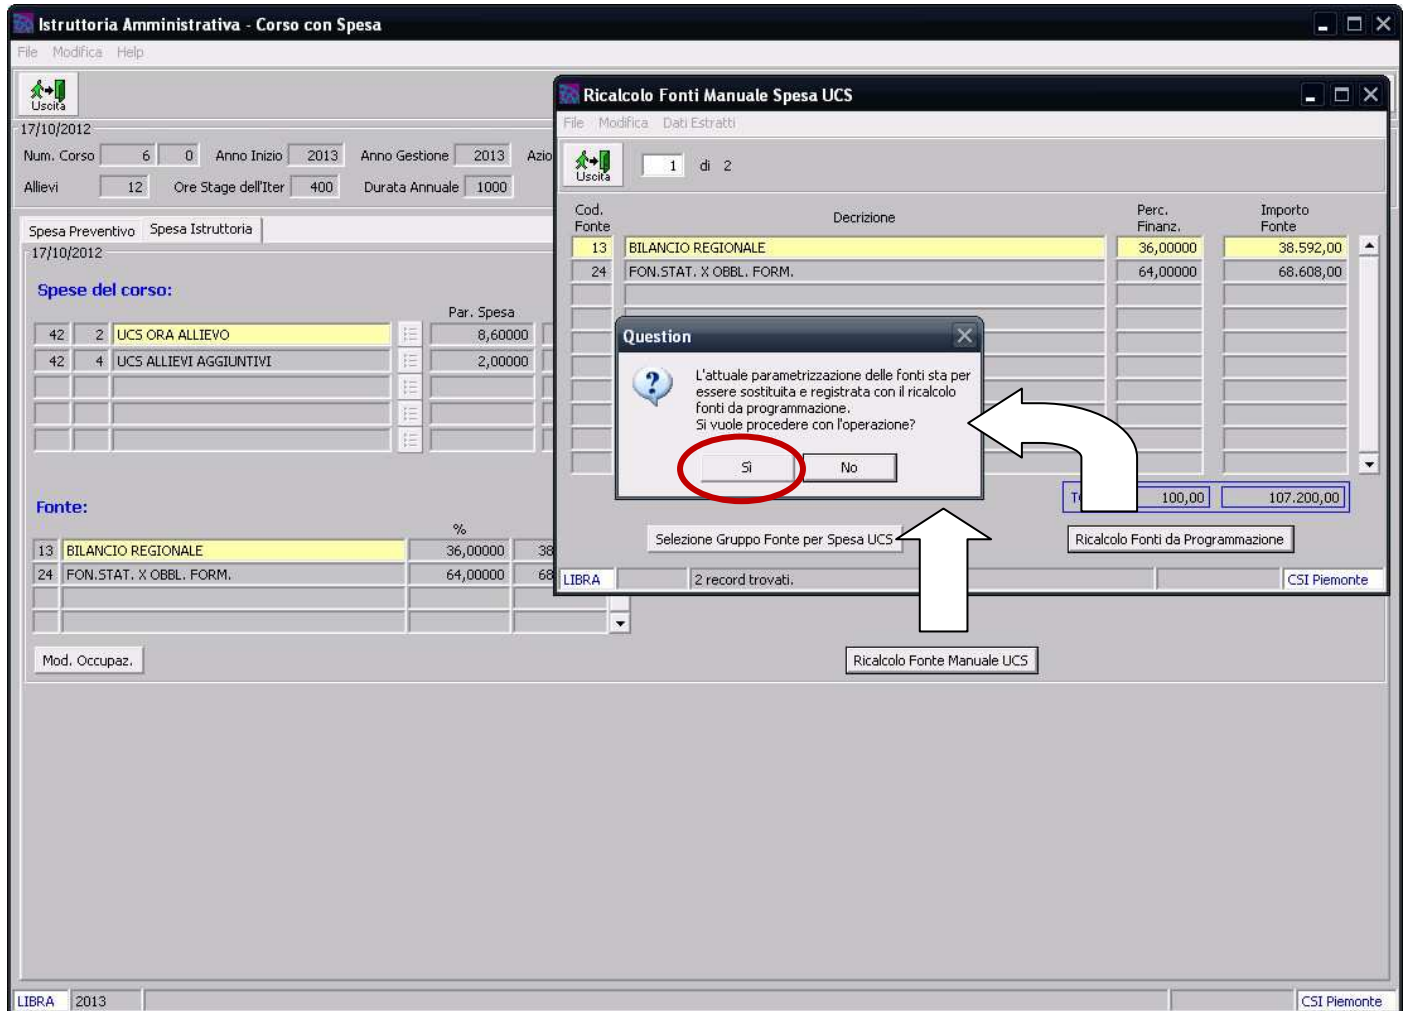 Istruttoria Amministrativa - Corso con Spesa
File Modifica Help
Uscita
17/10/2012
Num. Corso 6 0 Anno Inizio 2013 Anno Gestione 2013 Azio
Allievi 12 Ore Stage dell'Iter 400 Durata Annuale 1000
Spesa Preventivo Spesa Istruttoria
17/10/2012
Spese del corso:
Par. Spesa
42 2 UCS ORA ALLIEVO 8,60000
42 4 UCS ALLIEVI AGGIUNTIVI 2,00000
Fonte:
%
13 BILANCIO REGIONALE 36,00000 38
24 FON.STAT. X OBBL. FORM. 64,00000 68
Mod. Occupaz.
Ricalcolo Fonte Manuale UCS
LIBRA 2013 CSI Piemonte
Ricalcolo Fonti Manuale Spesa UCS
File Modifica Dati Estratti
Uscita
1 di 2
Cod. Fonte Decrizione Perc. Finanz. Importo Fonte
13 BILANCIO REGIONALE 36,00000 38.592,00
24 FON.STAT. X OBBL. FORM. 64,00000 68.608,00
100,00 107.200,00
Selezione Gruppo Fonte per Spesa UCS
Ricalcolo Fonti da Programmazione
LIBRA 2 record trovati. CSI Piemonte
Question
L'attuale parametrizzazione delle fonti sta per
essere sostituita e registrata con il ricalcolo
fonti da programmazione.
Si vuole procedere con l'operazione?
Sì No